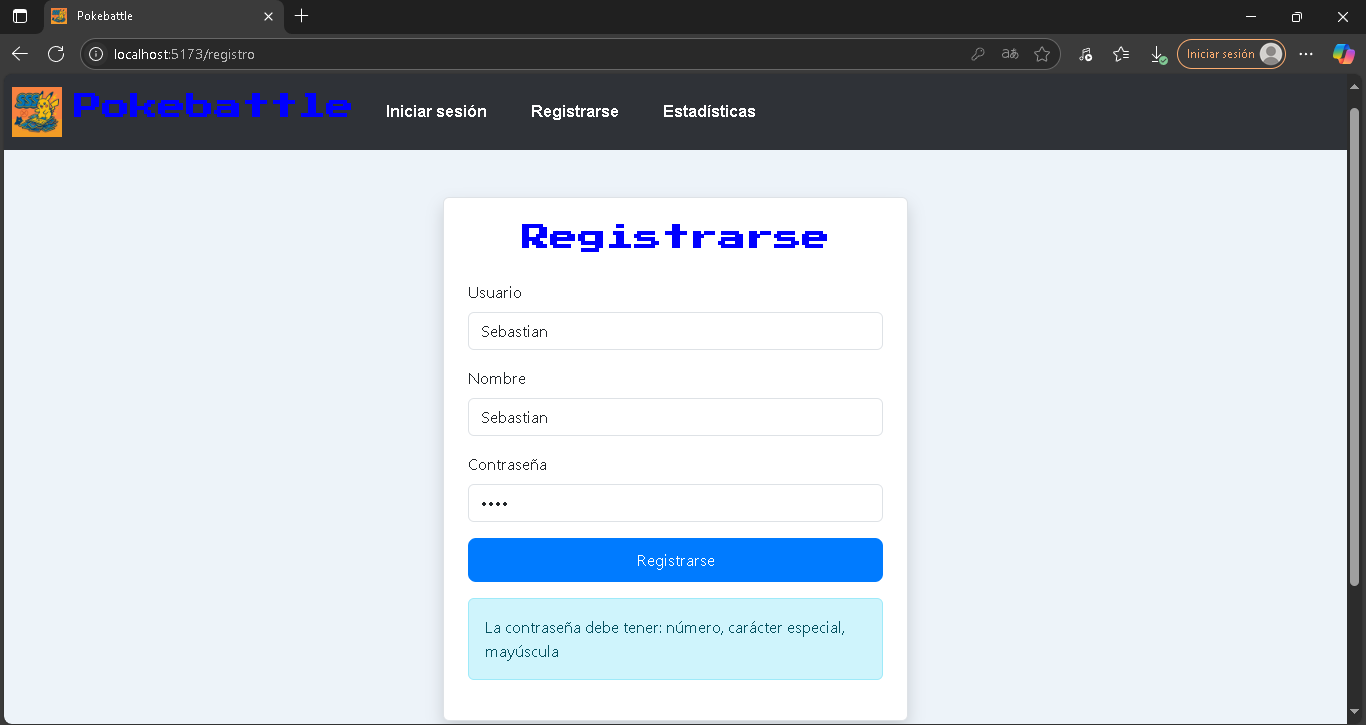 Pokebattle
localhost:5173/registro
Iniciar sesión
Pokebattle
Iniciar sesión
Registrarse
Estadísticas
Registrarse
Usuario
Sebastian
Nombre
Sebastian
Contraseña
••••
Registrarse
La contraseña debe tener: número, carácter especial,
mayúscula